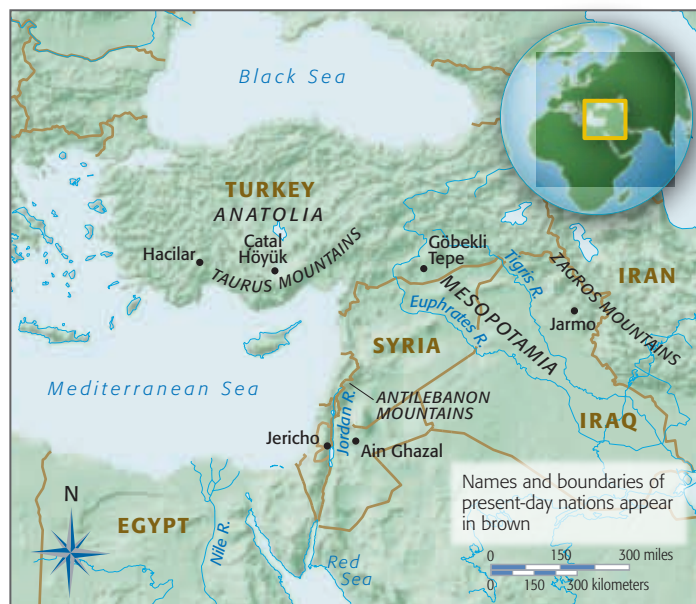 Black Sea
TURKEY
ANATOLIA
Catal
Höyük
Hacilar
TAURUS MOUNTAINS
Göbekli
Tepe
Tigris R.
ZAGROS MOUNTAINS
IRAN
MESOPOTAMIA
Euphrates R.
Jarmo
SYRIA
Mediterranean Sea
ANTILEBANON
MOUNTAINS
IRAQ
Jericho
Jordan R.
Ain Ghazal
Names and boundaries of
present-day nations appear
in brown
N
EGYPT
Nile R.
Red
Sea
0 150 300 miles
0 150 300 kilometers